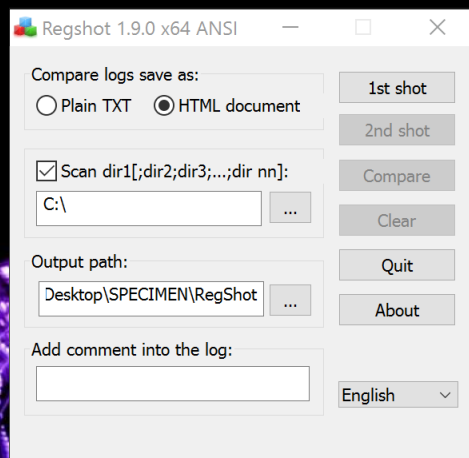 Regshot 1.9.0 x64 ANSI
Compare logs save as:
Plain TXT
HTML document
1st shot
2nd shot
Scan dir1[;dir2;dir3;...;dir nn]:
C:\
...
Compare
Clear
Output path:
Desktop\SPECIMEN\RegShot
...
Quit
About
Add comment into the log:
English